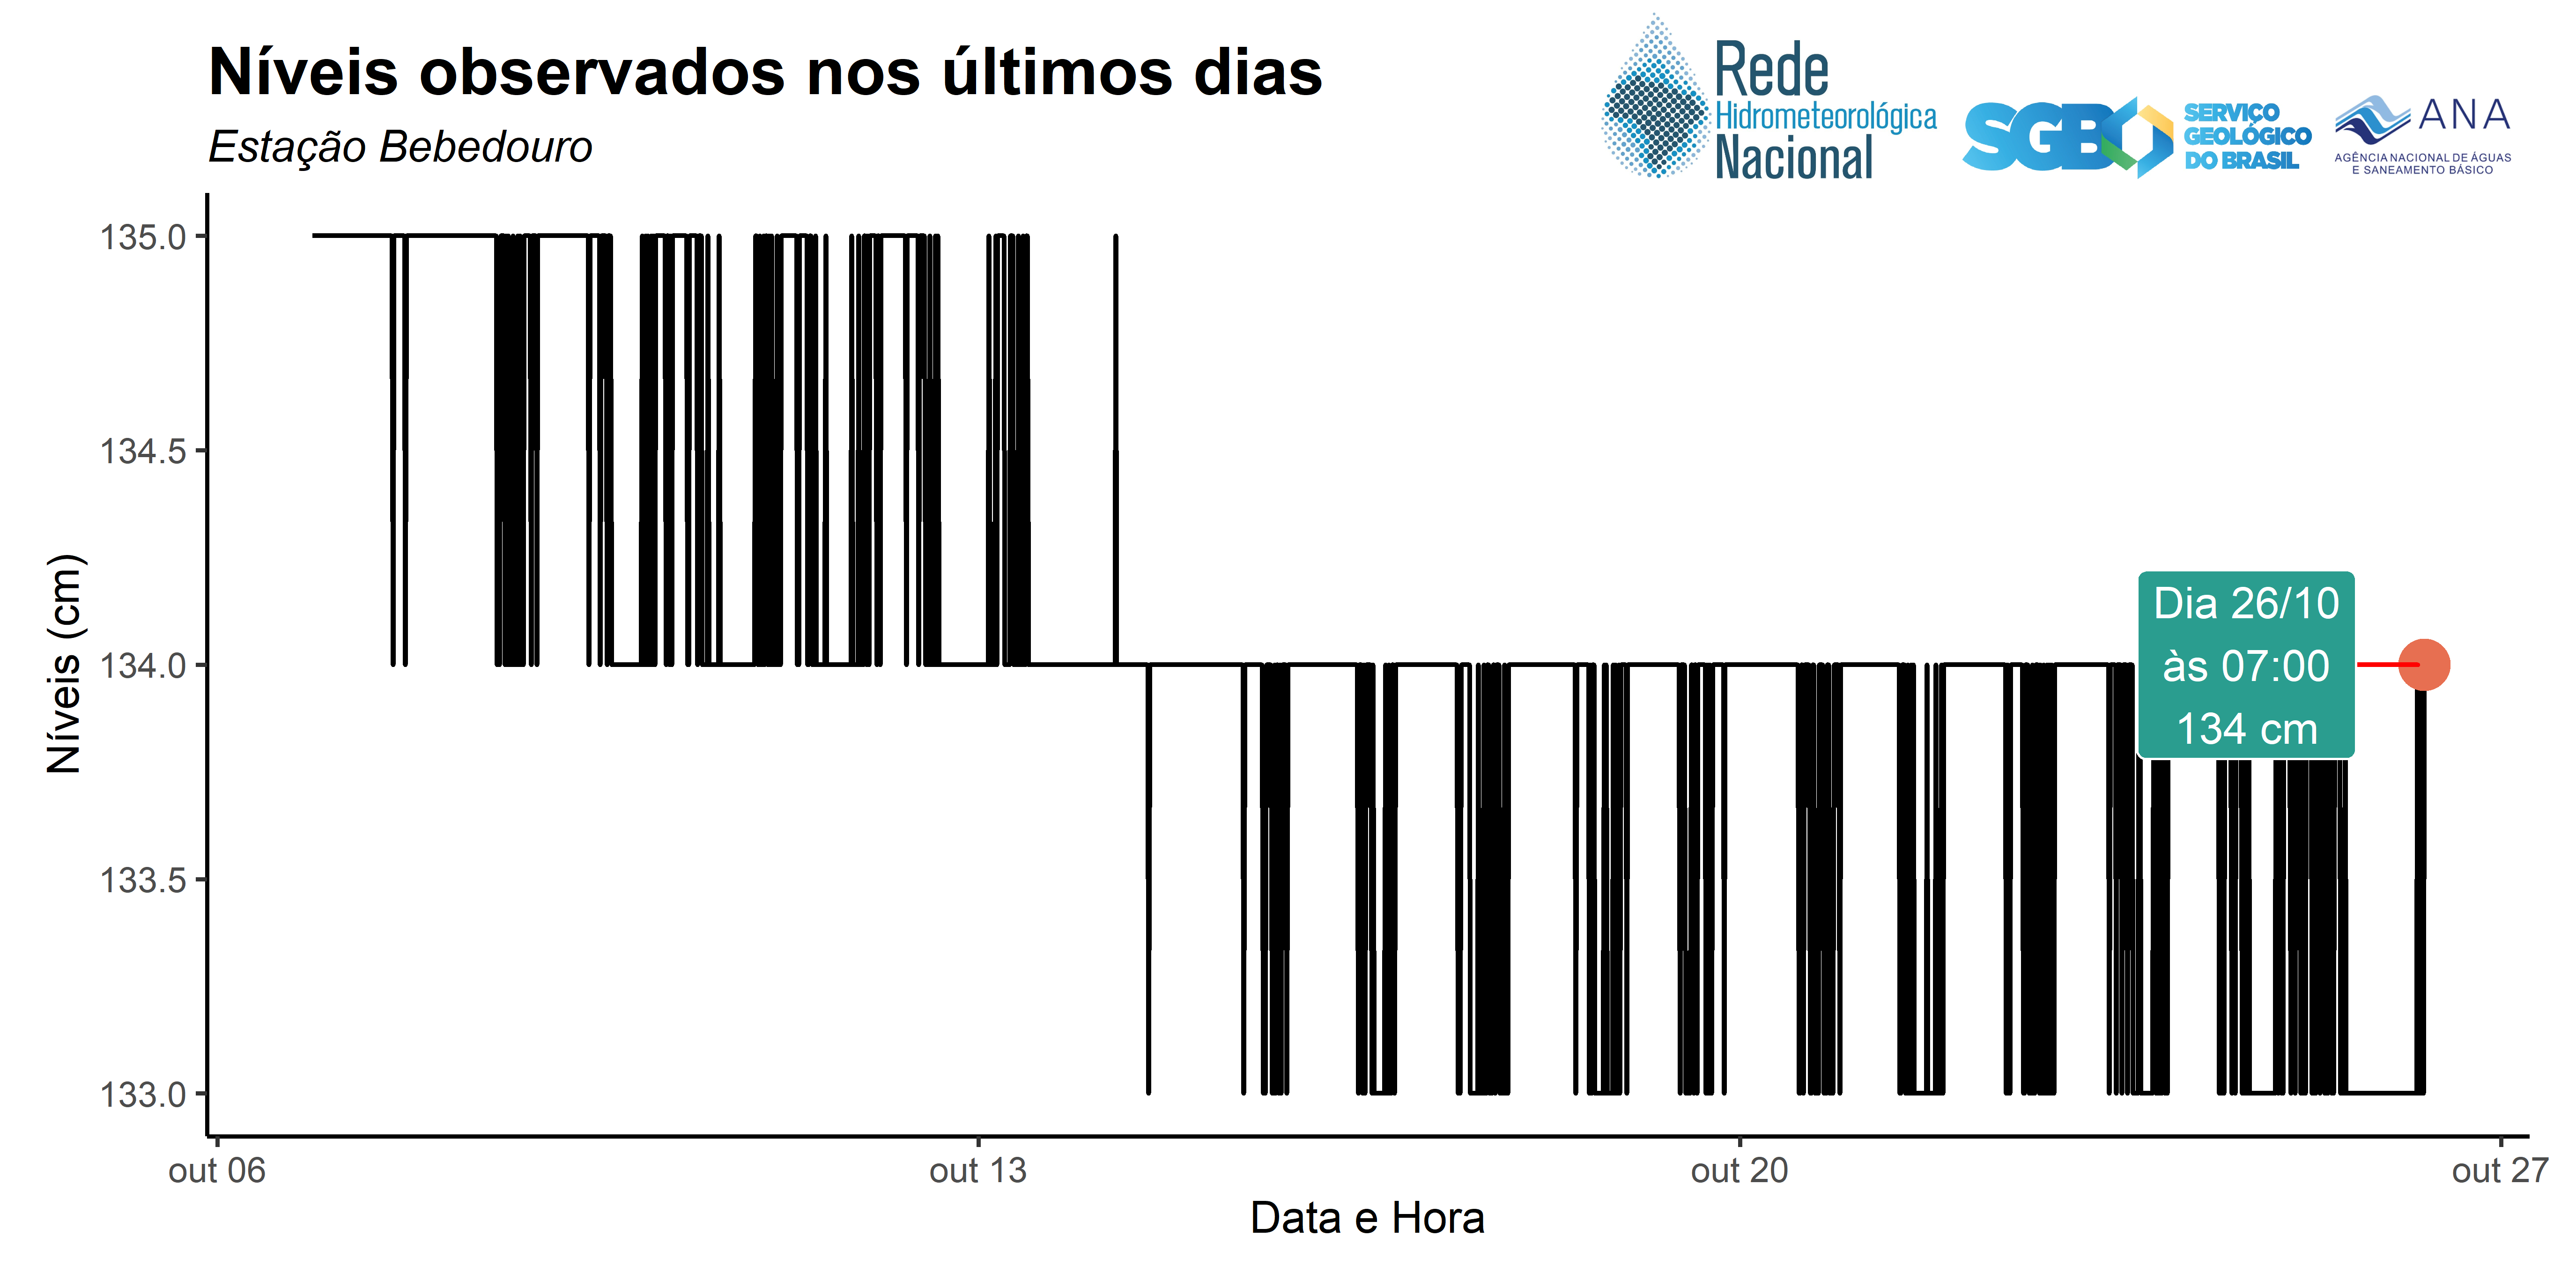 Níveis observados nos últimos dias
Estação Bebedouro
Rede
Hidrometeorológica
Nacional
SGB
SERVIÇO
GEOLÓGICO
DO BRASIL
ANA
AGÊNCIA NACIONAL DE ÁGUAS
E SANEAMENTO BÁSICO
Níveis (cm)
135.0
134.5
134.0
133.5
133.0
Dia 26/10
às 07:00
134 cm
out 06
out 13
out 20
out 27
Data e Hora